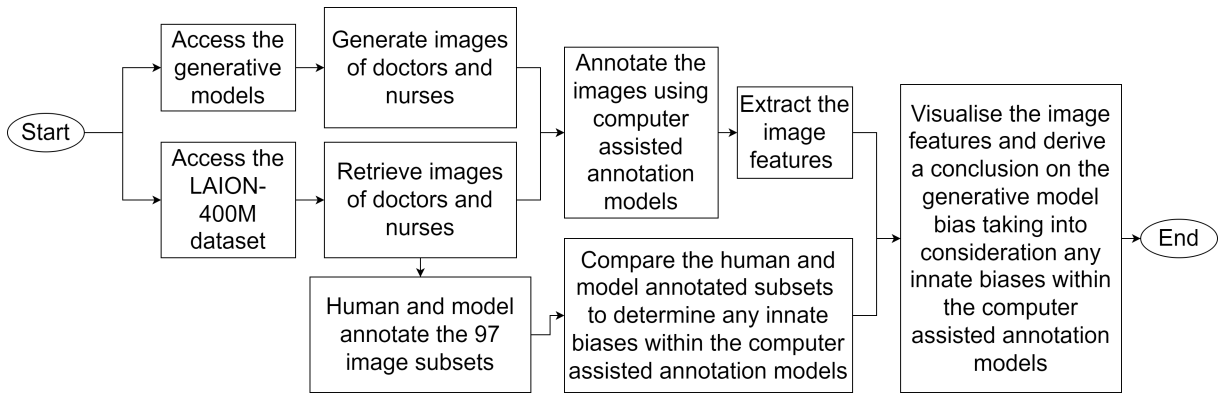 Start
Access the
generative
models
Generate images
of doctors and
nurses
Access the
LAION-
400M
dataset
Retrieve images
of doctors and
nurses
Human and model
annotate the 97
image subsets
Annotate the
images using
computer
assisted
annotation
models
Extract the
image
features
Compare the human and
model annotated subsets
to determine any innate
biases within the computer
assisted annotation models
Visualise the image
features and derive
a conclusion on the
generative model
bias taking into
consideration any
innate biases within
the computer
assisted annotation
models
End